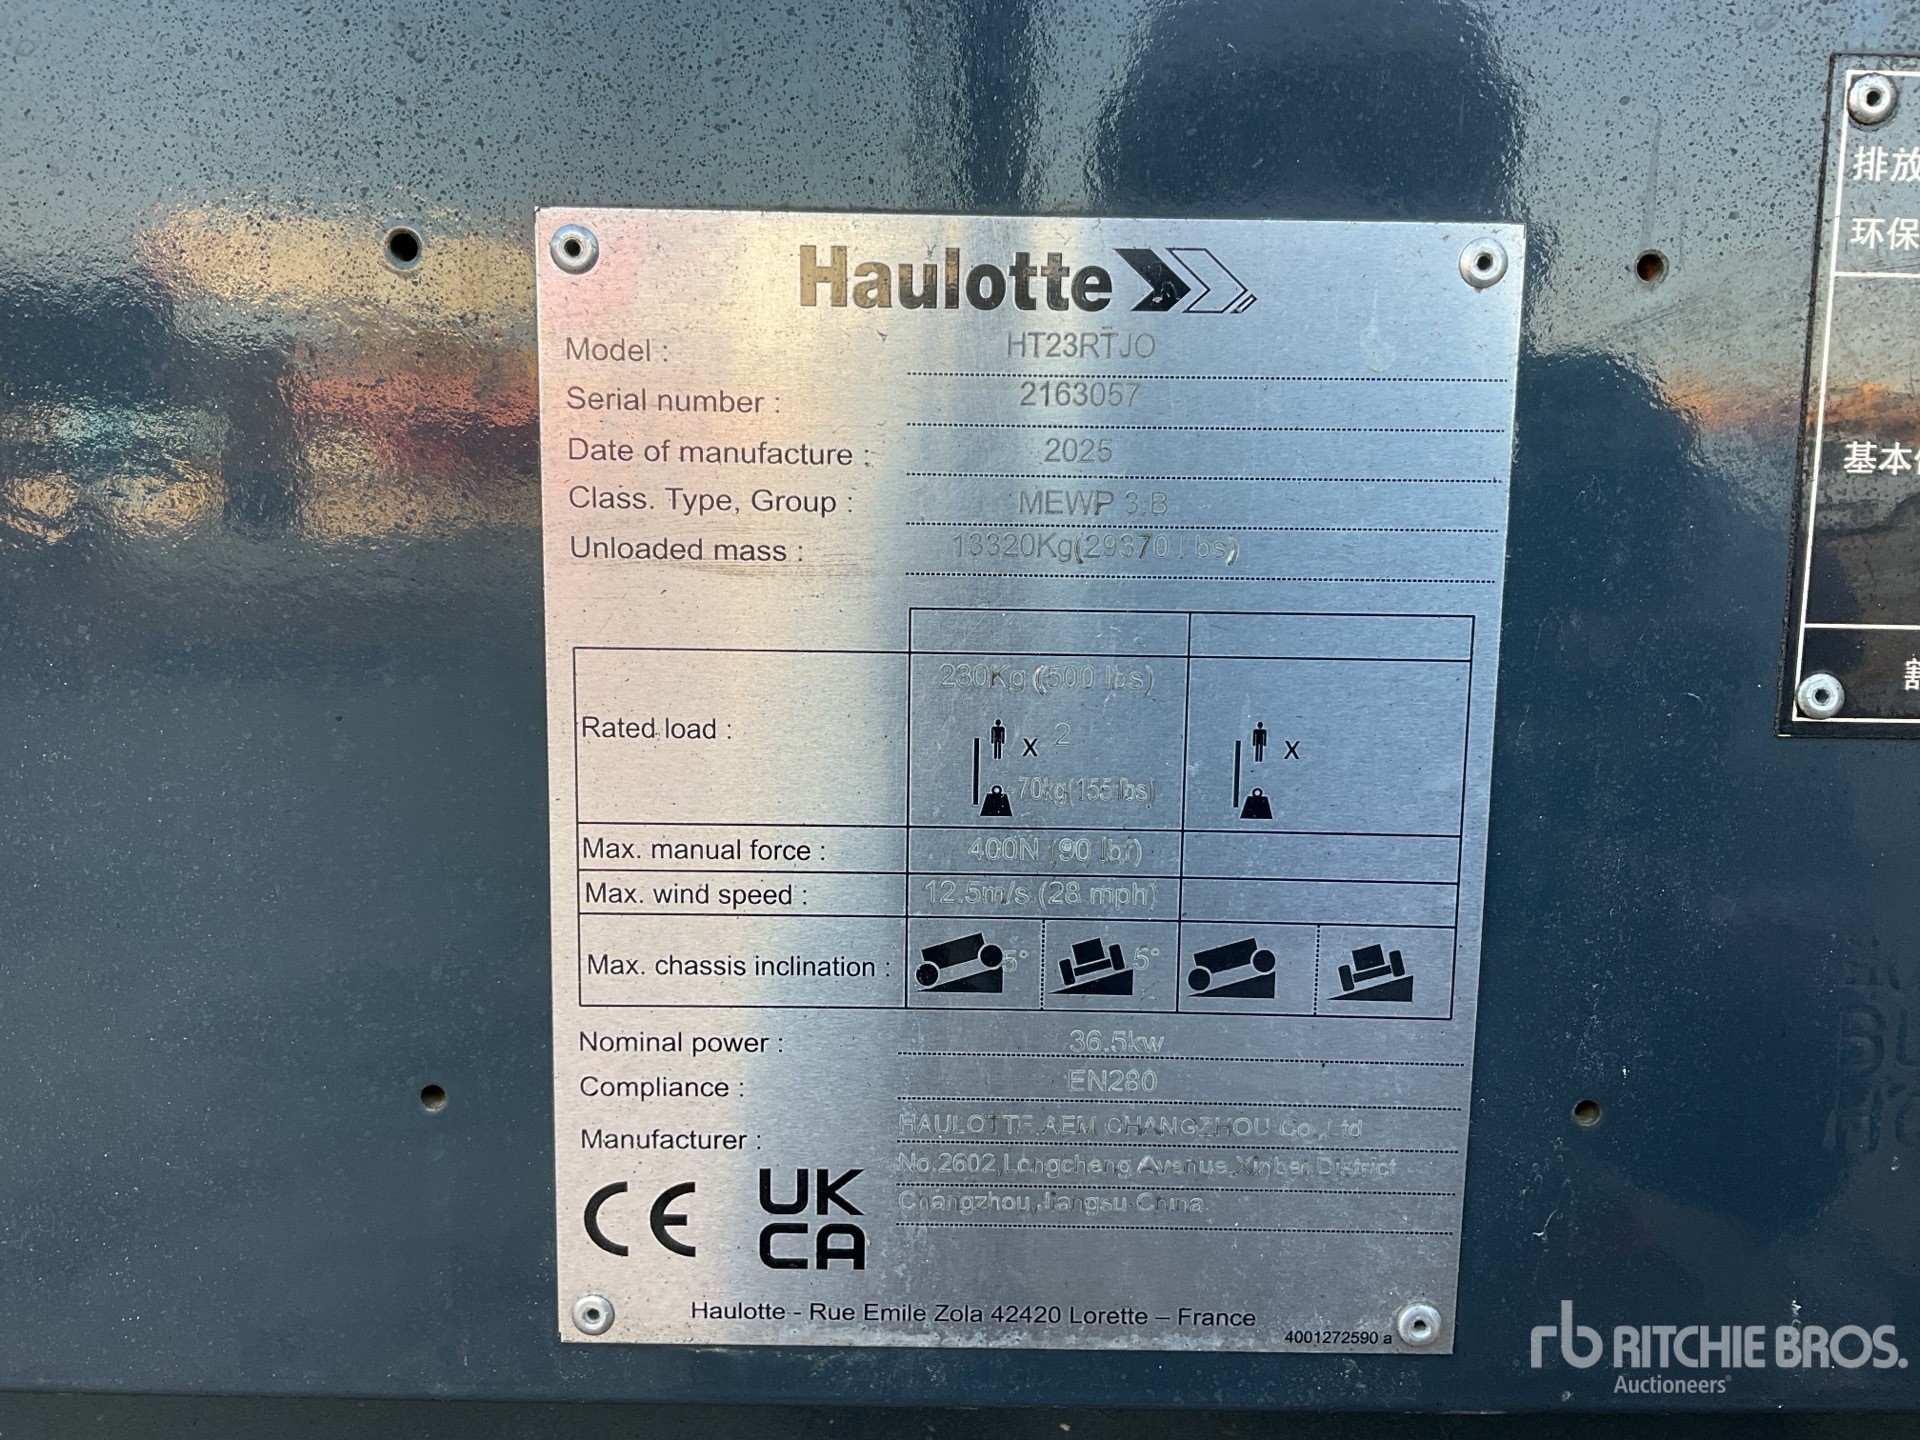 Haulotte
Model : HT23RTJO
Serial number : 2163057
Date of manufacture : 2025
Class. Type, Group : MEWP 3.B
Unloaded mass : 13320Kg(29370 lbs)
Rated load : 230Kg (500 lbs)
x 2 x
70kg(155 lbs)
Max. manual force : 400N (90 lbf)
Max. wind speed : 12.5m/s (28 mph)
Max. chassis inclination : 5° 5°
Nominal power : 36.5kw
Compliance : EN280
Manufacturer : HAULOTTE AEM CHANGZHOU Co.,Ltd
No.2602,Longcheng Avenue,Xinbei District
Changzhou,Jiangsu China
CE UK
CA
Haulotte - Rue Emile Zola 42420 Lorette – France
4001272590 a
排放
环保
基本
RITCHIE BROS.
Auctioneers